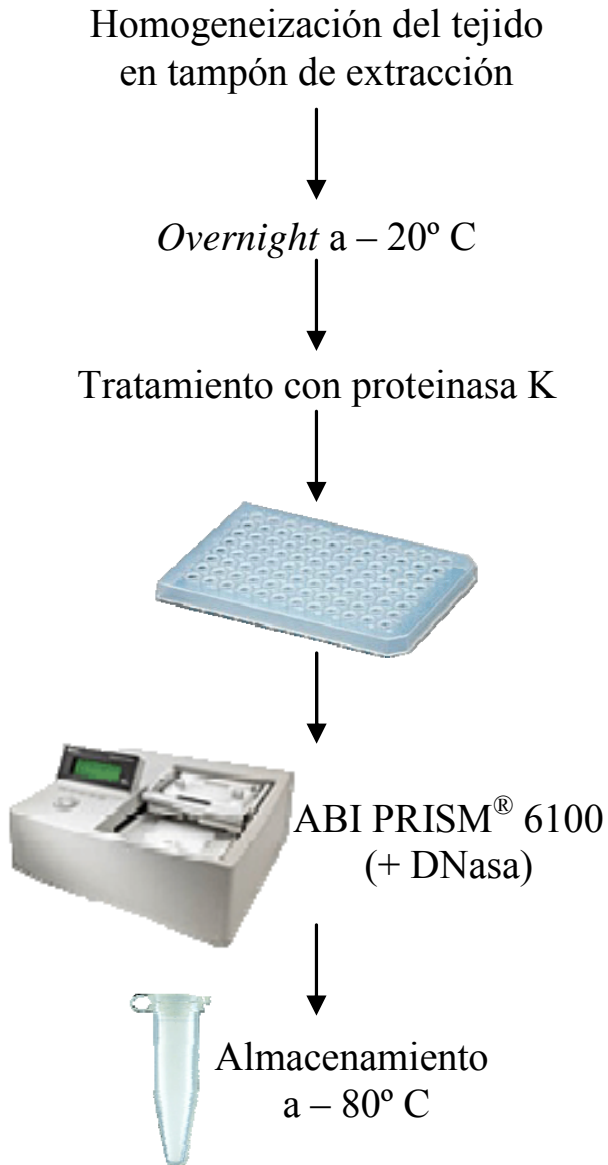 Homogeneización del tejido
en tampón de extracción
Overnight a – 20º C
Tratamiento con proteinasa K
ABI PRISM® 6100
(+ DNasa)
Almacenamiento
a – 80º C